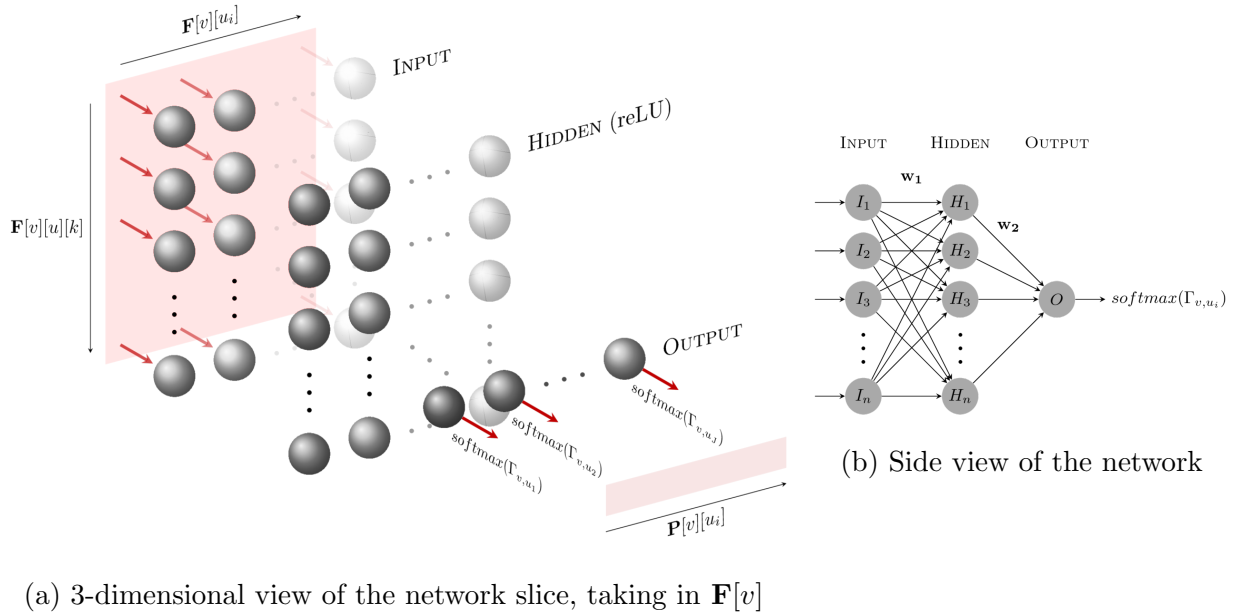 F[v][u_i]
INPUT
HIDDEN (reLU)
F[v][u][k]
OUTPUT
softmax(Γ_{v,u_1})
softmax(Γ_{v,u_2})
softmax(Γ_{v,u_J})
P[v][u_i]
(a) 3-dimensional view of the network slice, taking in F[v]
INPUT HIDDEN OUTPUT
w_1
I_1 H_1
w_2
I_2 H_2
I_3 H_3 O softmax(Γ_{v,u_i})
I_n H_n
(b) Side view of the network